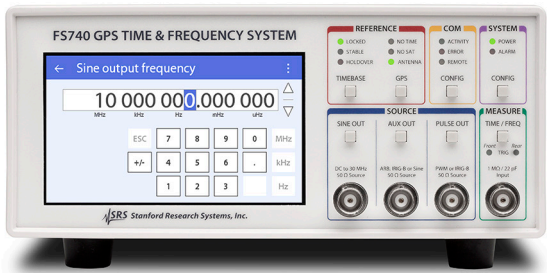 FS740 GPS TIME & FREQUENCY SYSTEM
← Sine output frequency
10 000 000.000 000
MHz kHz Hz mHz uHz
ESC 7 8 9 0 MHz
+/- 4 5 6 . kHz
1 2 3 Hz
SRS Stanford Research Systems, Inc.
REFERENCE COM SYSTEM
LOCKED NO TIME ACTIVITY POWER
STABLE NO SAT ERROR ALARM
HOLDOVER ANTENNA REMOTE
TIMEBASE GPS CONFIG CONFIG
SOURCE MEASURE
SINE OUT AUX OUT PULSE OUT TIME / FREQ
Front Rear
TRIG
DC to 30 MHz ARB, IRIG-B or Sine PWM or IRIG-B 1 MΩ / 22 pF
50 Ω Source 50 Ω Source 50 Ω Source Input